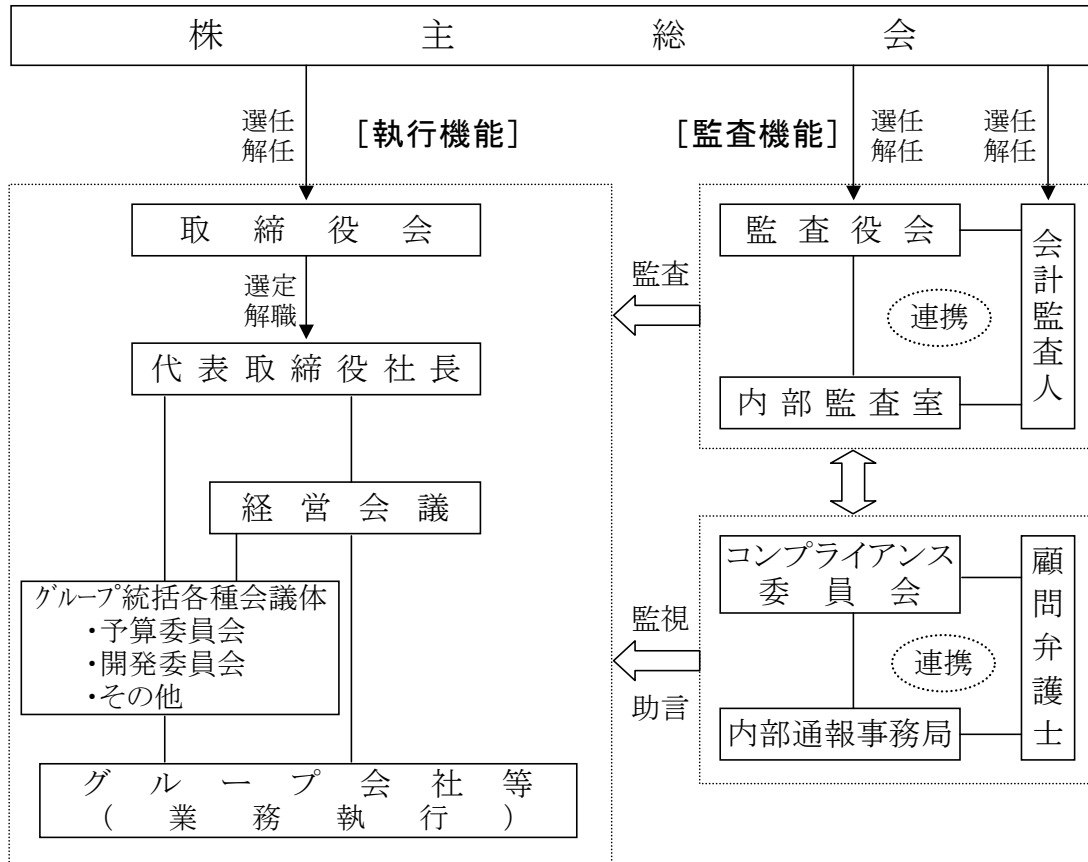 株主総会
選任
解任
[執行機能]
[監査機能]
選任
解任
選任
解任
取締役会
選定
解職
代表取締役社長
経営会議
グループ統括各種会議体
・予算委員会
・開発委員会
・その他
グループ会社等
(業務執行)
監査
監査役会
連携
内部監査室
会計監査人
監視
助言
コンプライアンス
委員会
連携
内部通報事務局
顧問弁護士